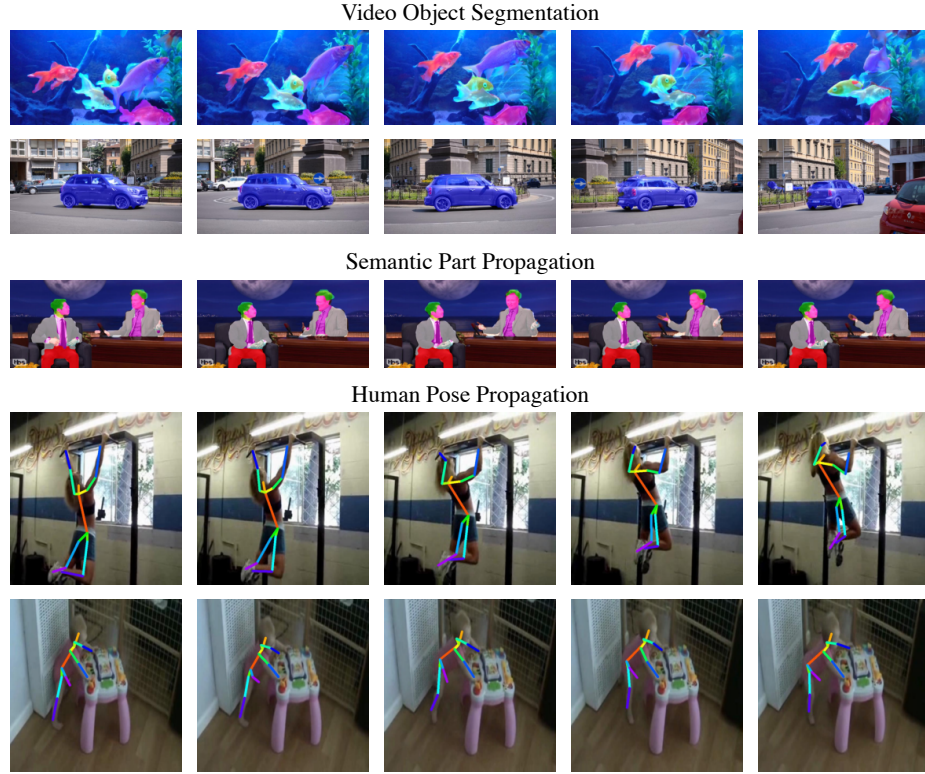 Video Object Segmentation
Semantic Part Propagation
Human Pose Propagation